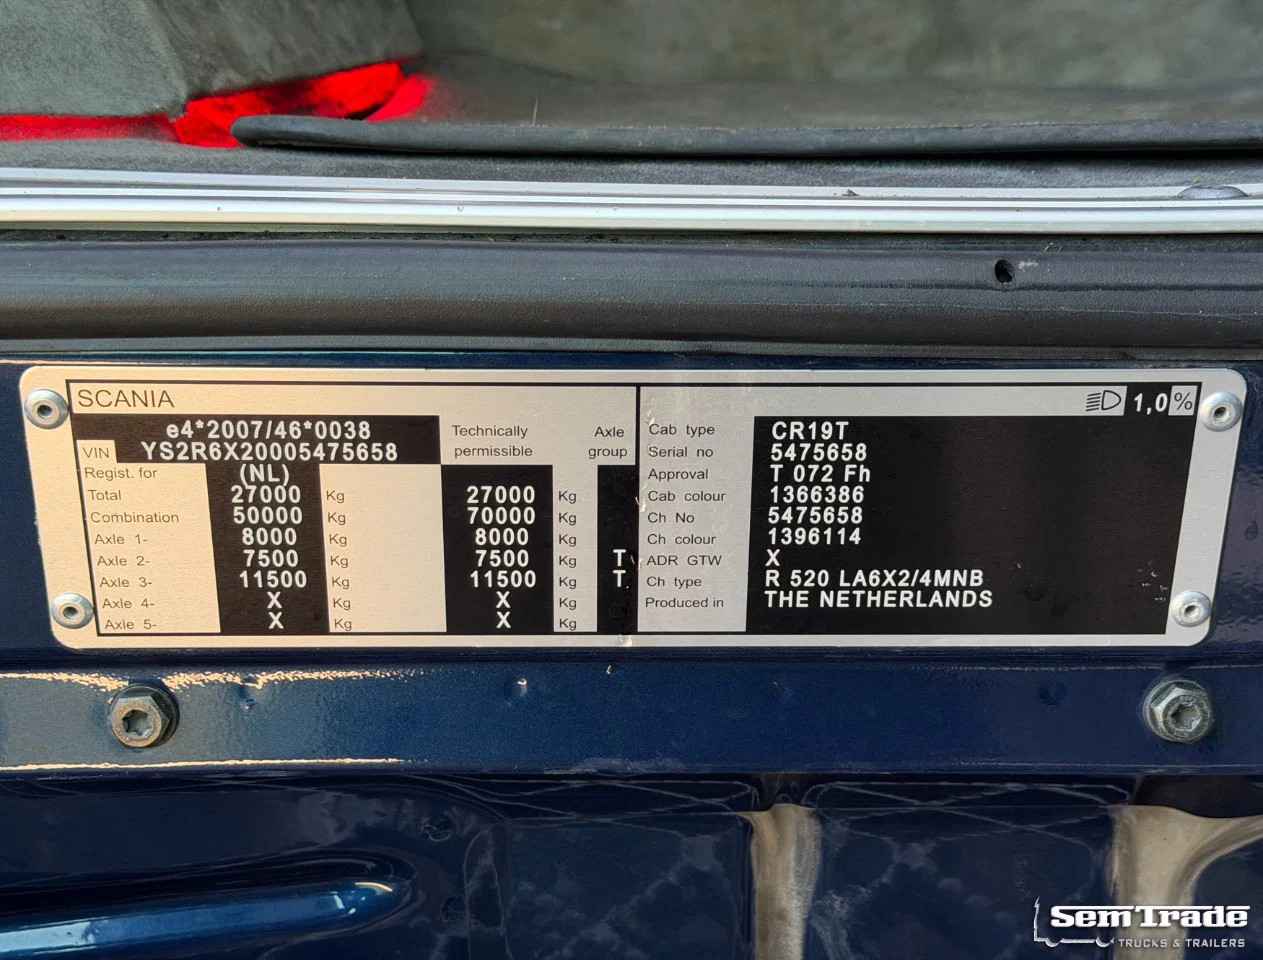 SCANIA
e4*2007/46*0038
VIN YS2R6X20005475658
Technically permissible
Axle group
Regist. for (NL)
Total 27000 Kg 27000 Kg
Combination 50000 Kg 70000 Kg
Axle 1- 8000 Kg 8000 Kg
Axle 2- 7500 Kg 7500 Kg T
Axle 3- 11500 Kg 11500 Kg T
Axle 4- X Kg X Kg
Axle 5- X Kg X Kg
1,0 %
Cab type CR19T
Serial no 5475658
Approval T 072 Fh
Cab colour 1366386
Ch No 5475658
Ch colour 1396114
ADR GTW X
Ch type R 520 LA6X2/4MNB
Produced in THE NETHERLANDS
SemTrade
TRUCKS & TRAILERS